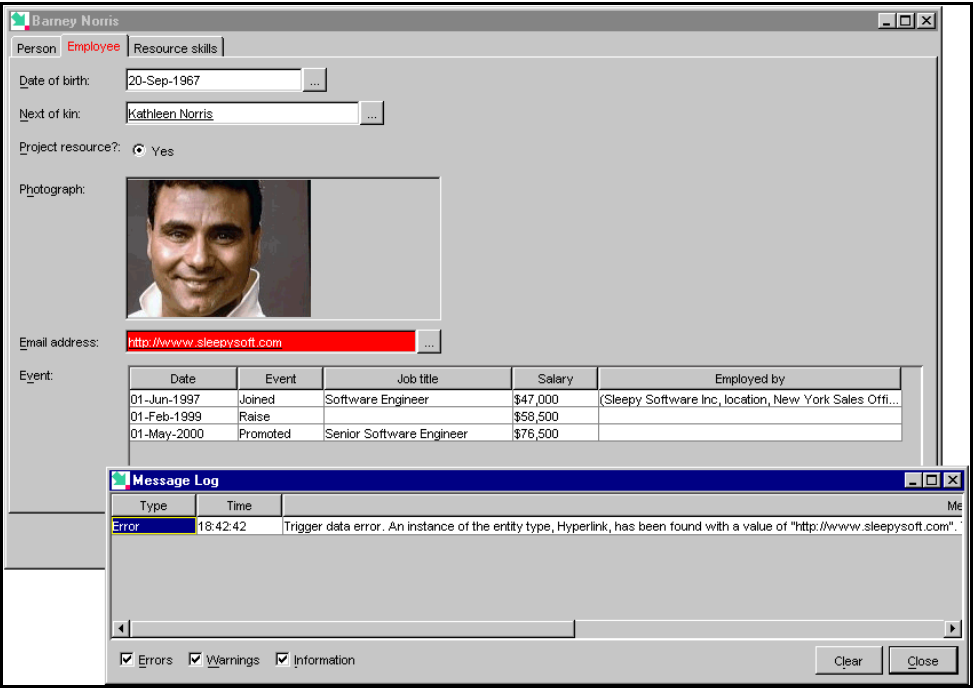 Barney Norris
Person Employee Resource skills
Date of birth: 20-Sep-1967 ...
Next of kin: Kathleen Norris ...
Project resource?: Yes
Photograph:
Email address: http://www.sleepysoft.com ...
Event:
Date Event Job title Salary Employed by
01-Jun-1997 Joined Software Engineer $47,000 (Sleepy Software Inc, location, New York Sales Offi...
01-Feb-1999 Raise $58,500
01-May-2000 Promoted Senior Software Engineer $76,500
Message Log
Type Time Me
Error 18:42:42 Trigger data error. An instance of the entity type, Hyperlink, has been found with a value of "http://www.sleepysoft.com".
Errors Warnings Information Clear Close